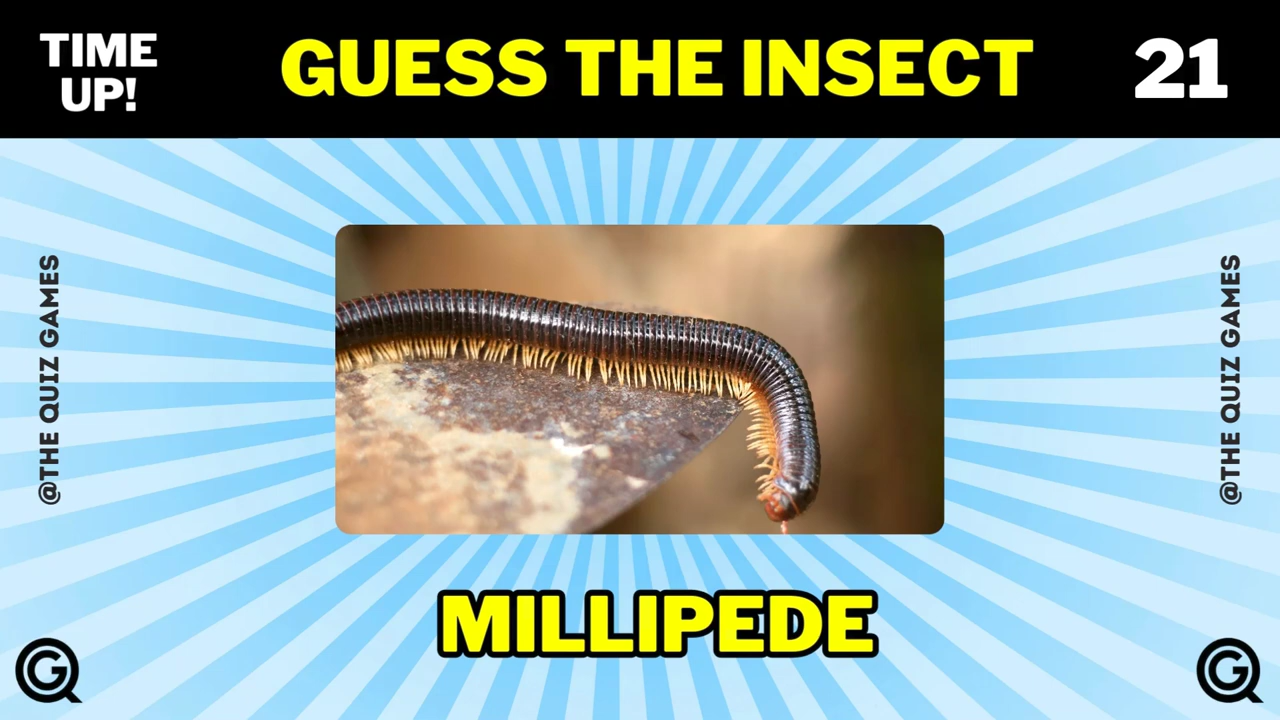 TIME
UP!
GUESS THE INSECT
21
@THE QUIZ GAMES
@THE QUIZ GAMES
MILLIPEDE